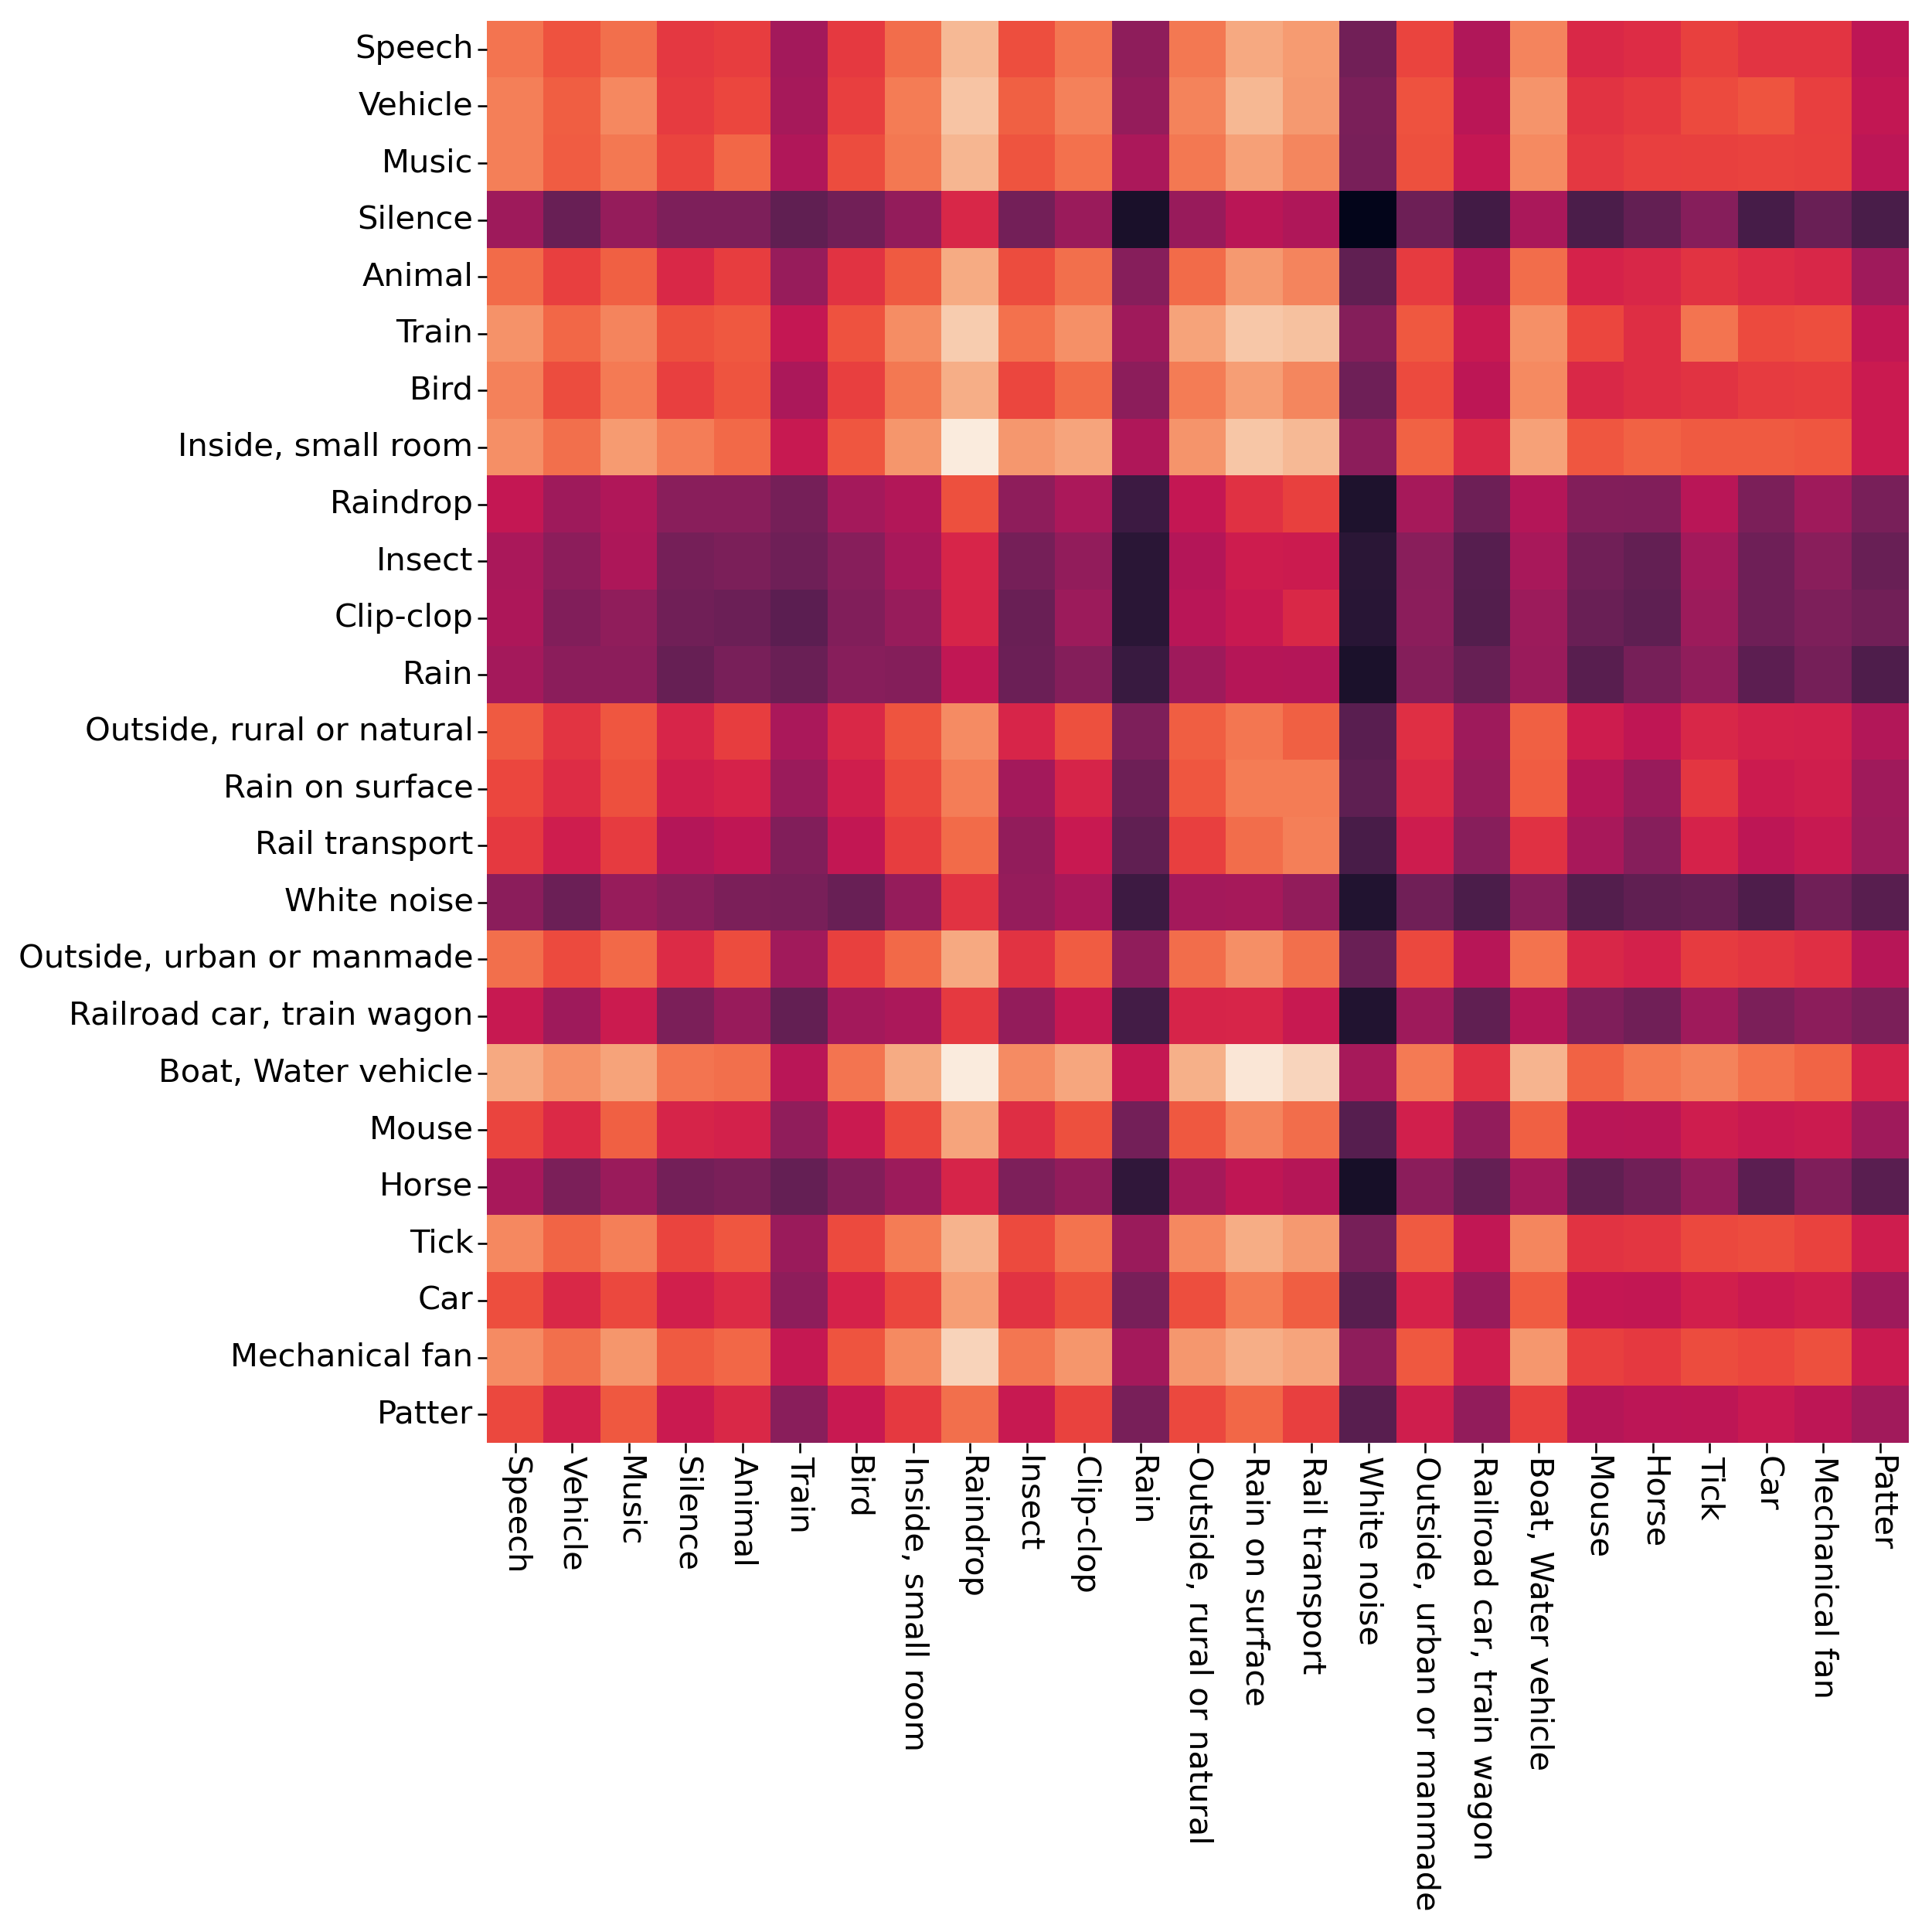 Speech
Vehicle
Music
Silence
Animal
Train
Bird
Inside, small room
Raindrop
Insect
Clip-clop
Rain
Outside, rural or natural
Rain on surface
Rail transport
White noise
Outside, urban or manmade
Railroad car, train wagon
Boat, Water vehicle
Mouse
Horse
Tick
Car
Mechanical fan
Patter
Speech
Vehicle
Music
Silence
Animal
Train
Bird
Inside, small room
Raindrop
Insect
Clip-clop
Rain
Outside, rural or natural
Rain on surface
Rail transport
White noise
Outside, urban or manmade
Railroad car, train wagon
Boat, Water vehicle
Mouse
Horse
Tick
Car
Mechanical fan
Patter